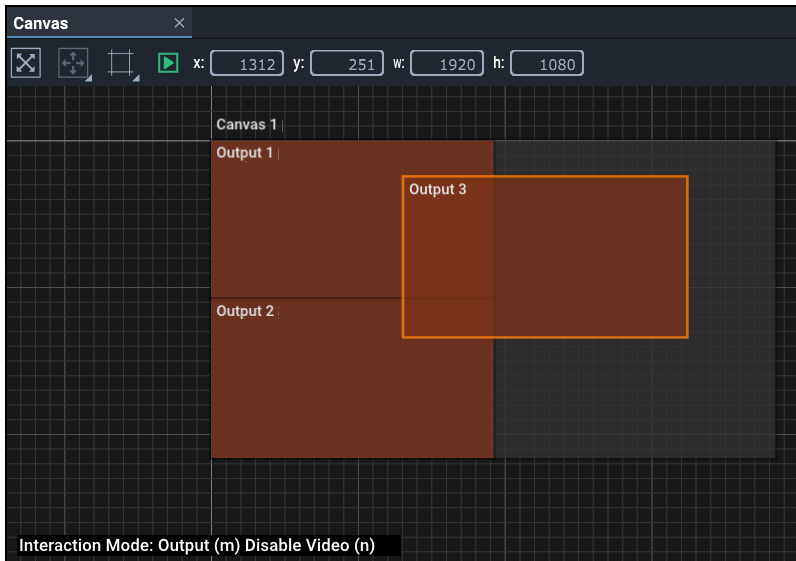 Canvas
x: 1312 y: 251 w: 1920 h: 1080
Canvas 1
Output 1
Output 3
Output 2
Interaction Mode: Output (m) Disable Video (n)